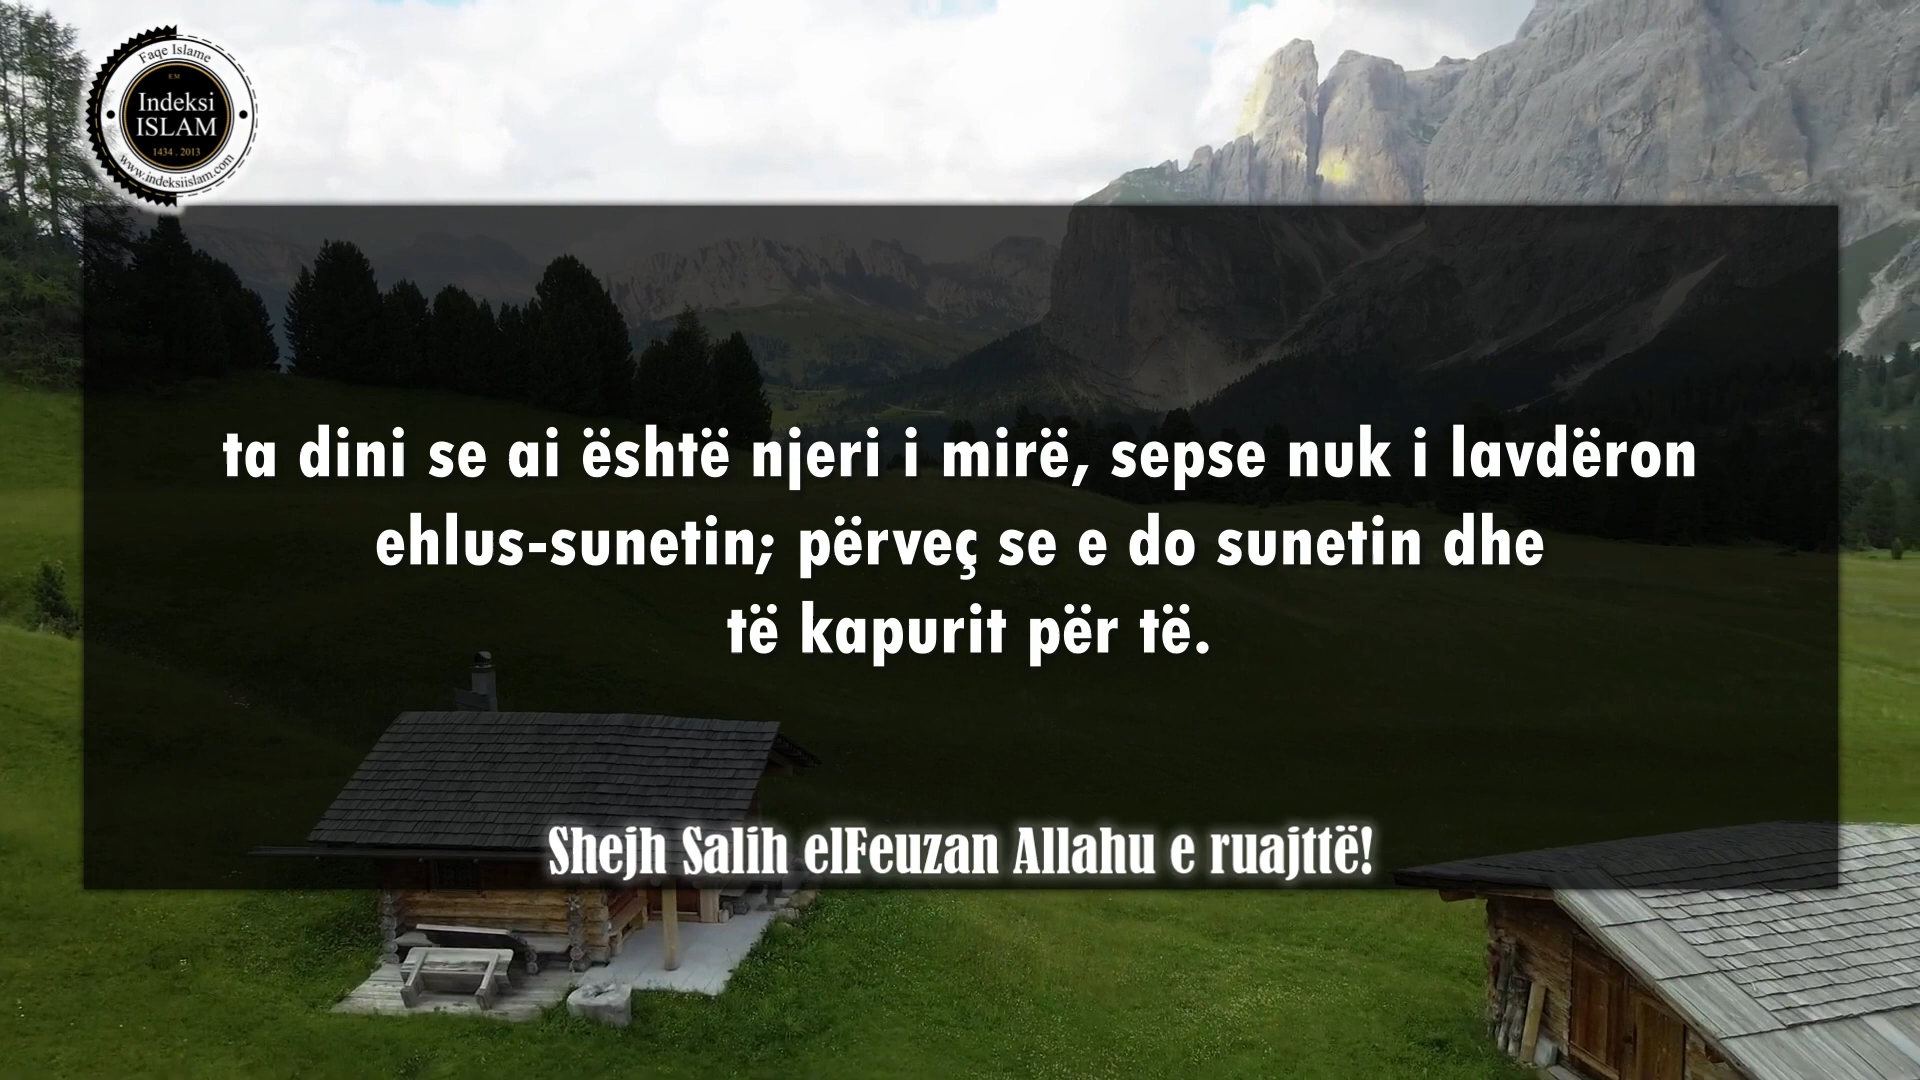 Faqe Islame
EM
Indeksi
ISLAM
1434 . 2013
www.indeksiislam.com
ta dini se ai është njeri i mirë, sepse nuk i lavdëron
ehlus-sunetin; përveç se e do sunetin dhe
të kapurit për të.
Shejh Salih elFeuzan Allahu e ruajttë!